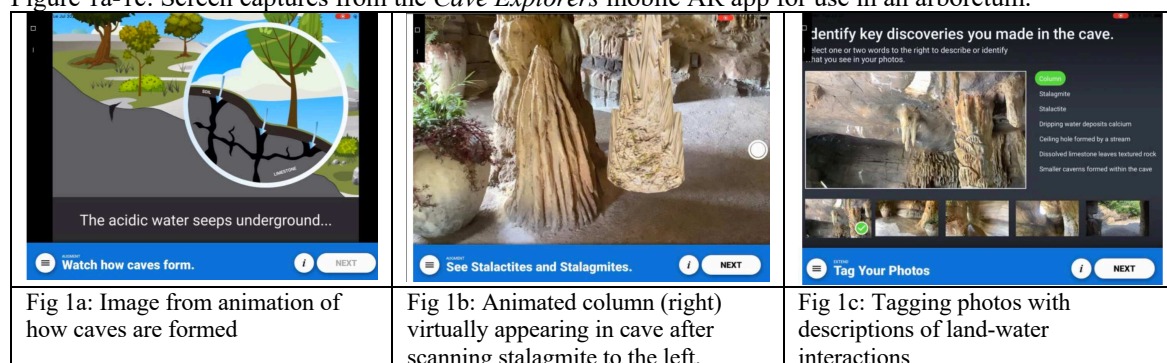 Figure 1a-1c: Screen captures from the Cave Explorers mobile AR app for use in an arboretum.
SOIL
LIMESTONE
The acidic water seeps underground...
AUGMENT
Watch how caves form.
i
NEXT
Fig 1a: Image from animation of
how caves are formed
AUGMENT
See Stalactites and Stalagmites.
i
NEXT
Fig 1b: Animated column (right)
virtually appearing in cave after
scanning stalagmite to the left.
dentify key discoveries you made in the cave.
elect one or two words to the right to describe or identify
hat you see in your photos.
Column
Stalagmite
Stalactite
Dripping water deposits calcium
Ceiling hole formed by a stream
Dissolved limestone leaves textured rock
Smaller caverns formed within the cave
EXTEND
Tag Your Photos
i
NEXT
Fig 1c: Tagging photos with
descriptions of land-water
interactions